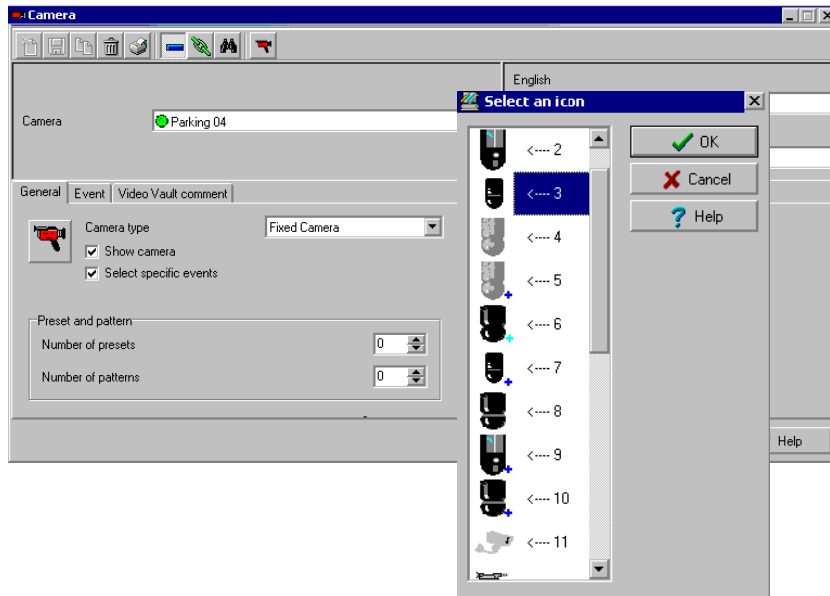 Camera
English
Camera
Parking 04
General
Event
Video Vault comment
Camera type
Fixed Camera
Show camera
Select specific events
Preset and pattern
Number of presets
0
Number of patterns
0
Help
Select an icon
<---- 2
<---- 3
<---- 4
<---- 5
<---- 6
<---- 7
<---- 8
<---- 9
<---- 10
<---- 11
OK
Cancel
Help